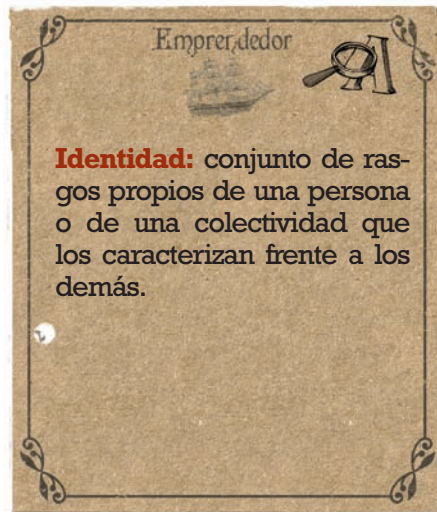 Emprendedor
A
Identidad: conjunto de ras-
gos propios de una persona
o de una colectividad que
los caracterizan frente a los
demás.